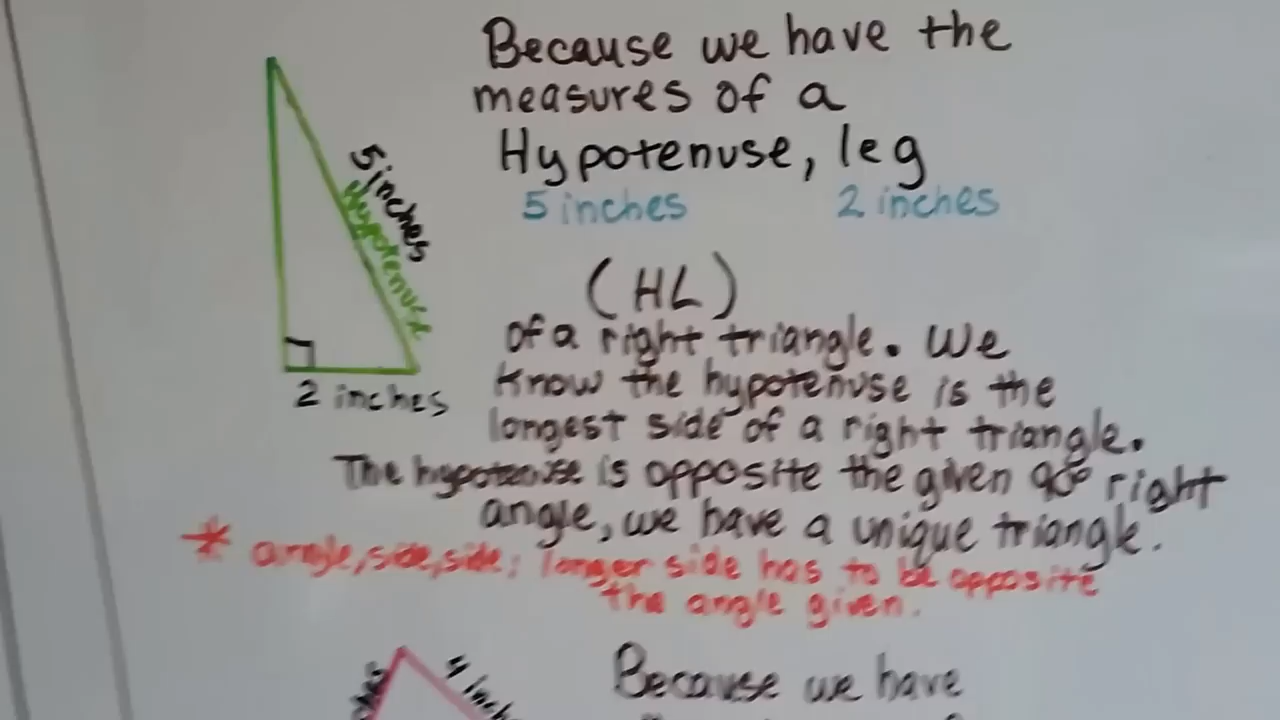 Because we have the
measures of a
Hypotenuse, leg
5 inches 2 inches
(HL)
of a right triangle. We
know the hypotenuse is the
longest side of a right triangle.
The hypotenuse is opposite the given 90° right
angle, we have a unique triangle.
* angle, side, side; longer side has to be opposite
the angle given.
5 inches
Hypotenuse
2 inches
Because we have
4 inch